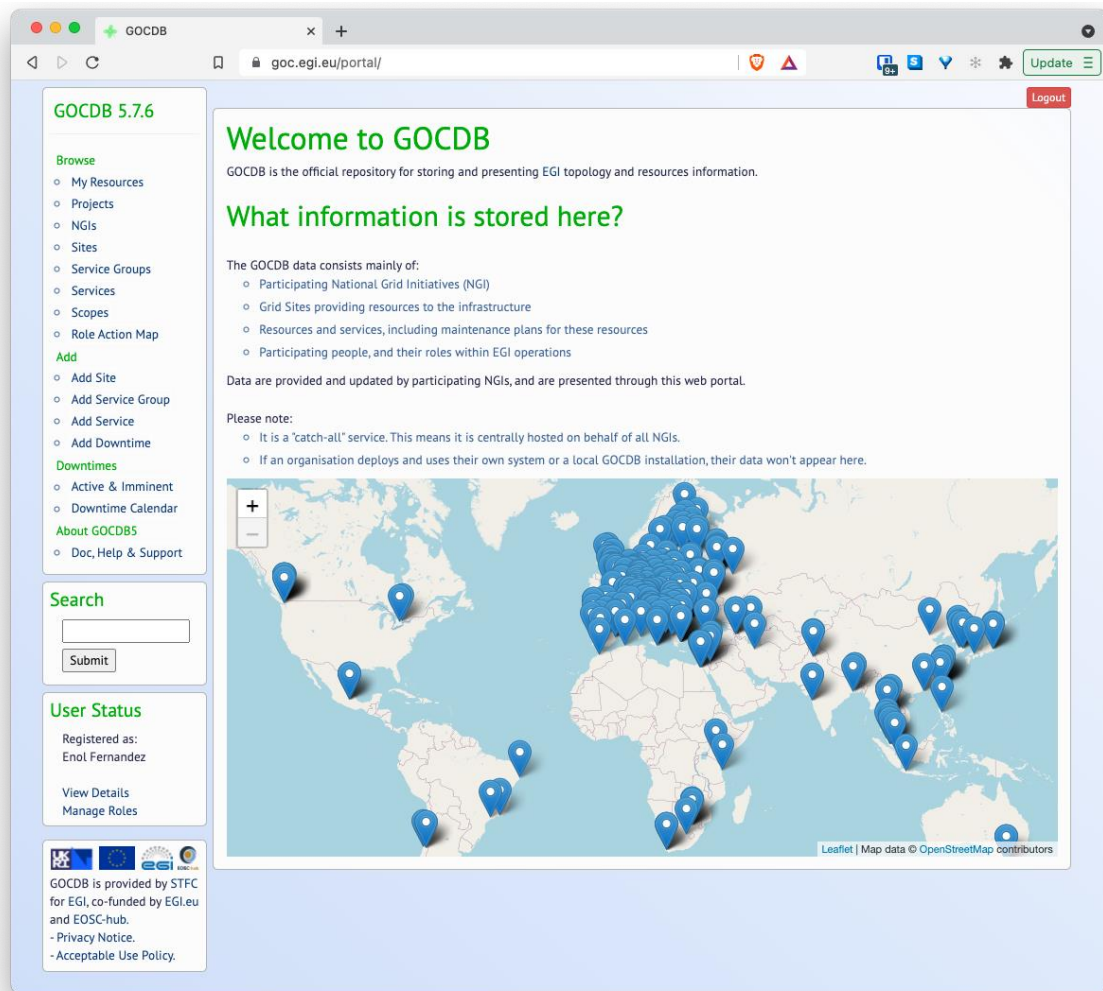 GOCDB
goc.egi.eu/portal/
9+
Update
Logout
GOCDB 5.7.6
Browse
My Resources
Projects
NGIs
Sites
Service Groups
Services
Scopes
Role Action Map
Add
Add Site
Add Service Group
Add Service
Add Downtime
Downtimes
Active & Imminent
Downtime Calendar
About GOCDB5
Doc, Help & Support
Search
Submit
User Status
Registered as:
Enol Fernandez
View Details
Manage Roles
UK
RI
egi
EOSC-hub
GOCDB is provided by STFC
for EGI, co-funded by EGI.eu
and EOSC-hub.
- Privacy Notice.
- Acceptable Use Policy.
Welcome to GOCDB
GOCDB is the official repository for storing and presenting EGI topology and resources information.
What information is stored here?
The GOCDB data consists mainly of:
Participating National Grid Initiatives (NGI)
Grid Sites providing resources to the infrastructure
Resources and services, including maintenance plans for these resources
Participating people, and their roles within EGI operations
Data are provided and updated by participating NGIs, and are presented through this web portal.
Please note:
It is a "catch-all" service. This means it is centrally hosted on behalf of all NGIs.
If an organisation deploys and uses their own system or a local GOCDB installation, their data won't appear here.
+
−
Leaflet | Map data © OpenStreetMap contributors